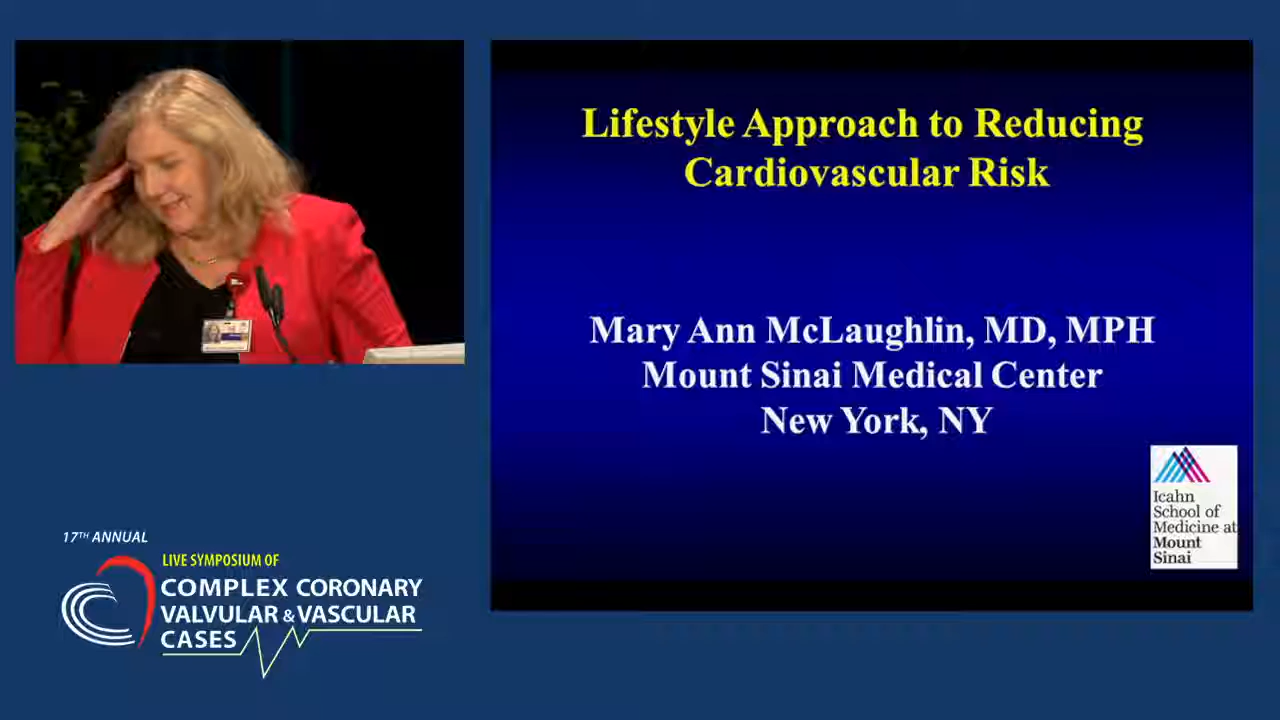 Lifestyle Approach to Reducing
Cardiovascular Risk
Mary Ann McLaughlin, MD, MPH
Mount Sinai Medical Center
New York, NY
Icahn
School of
Medicine at
Mount
Sinai
17TH ANNUAL
LIVE SYMPOSIUM OF
COMPLEX CORONARY
VALVULAR & VASCULAR
CASES